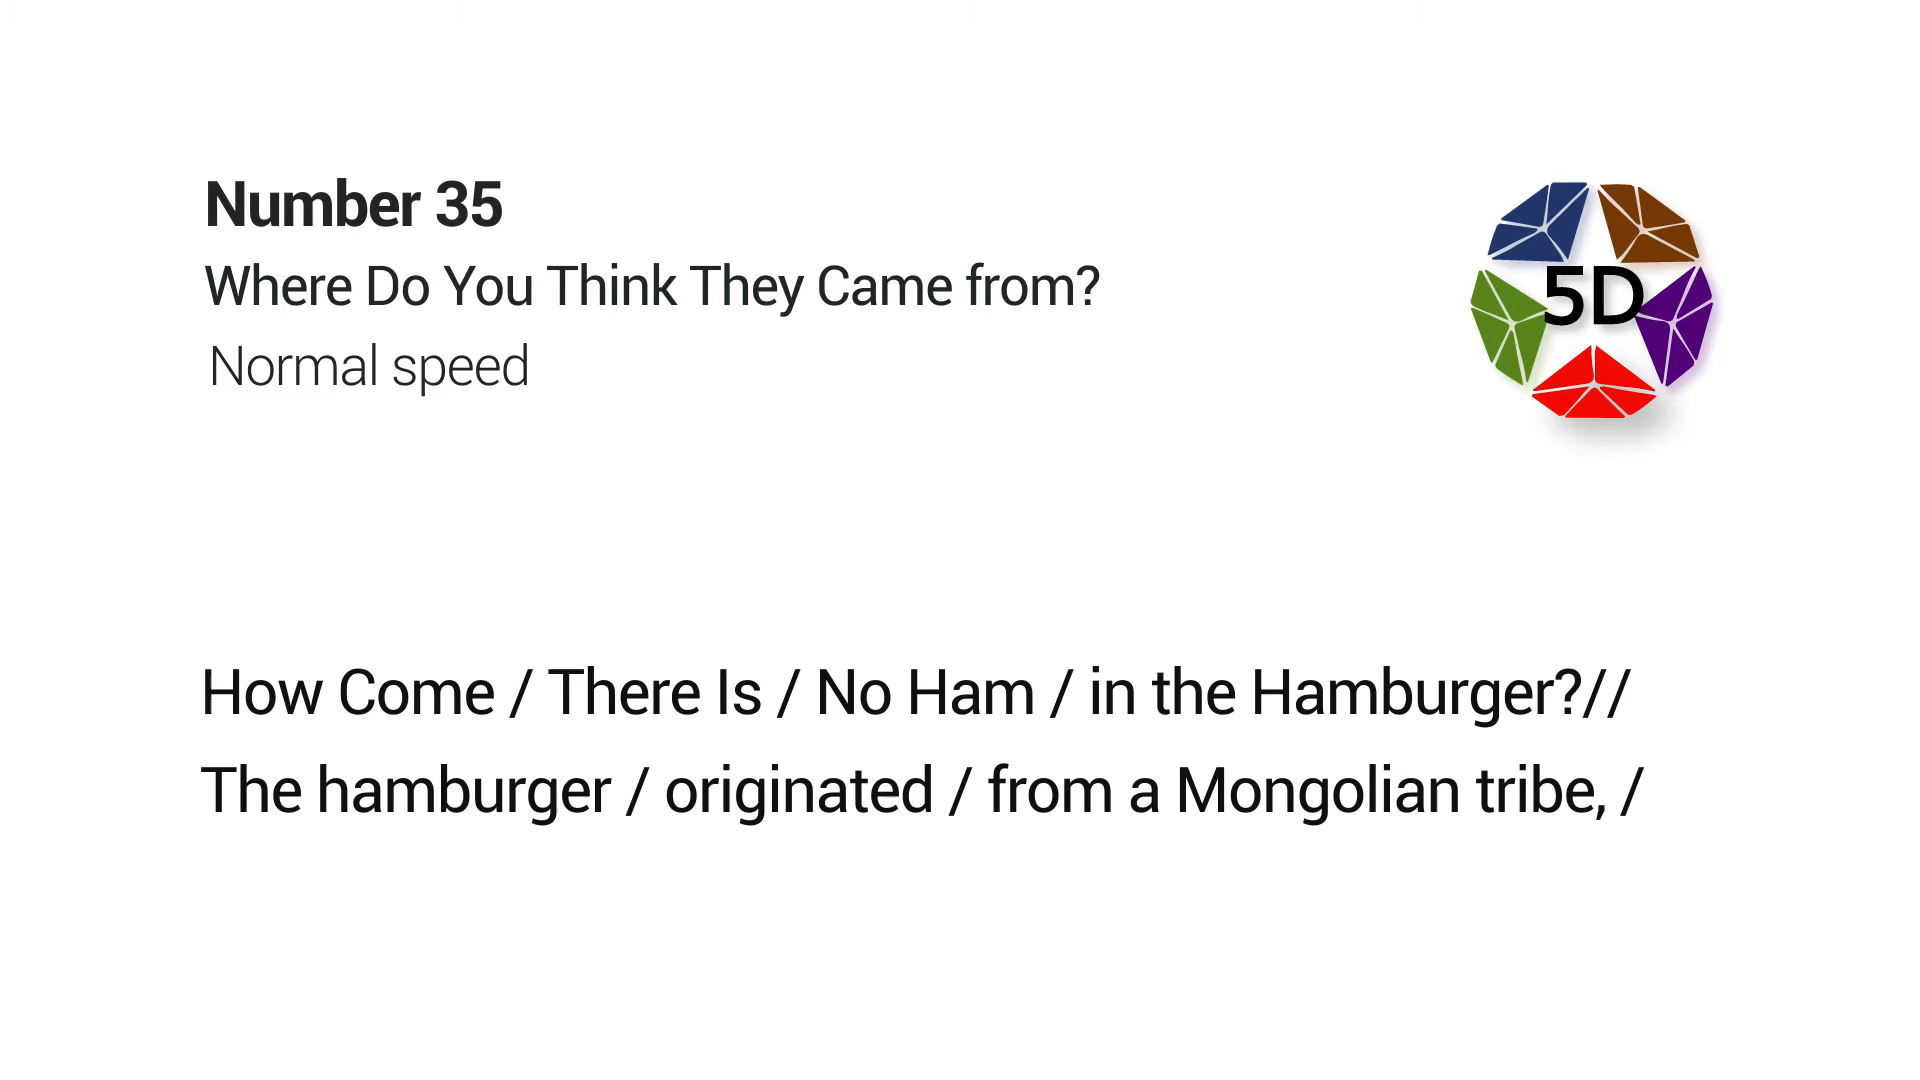 Number 35
Where Do You Think They Came from?
Normal speed
5D
How Come / There Is / No Ham / in the Hamburger?//
The hamburger / originated / from a Mongolian tribe, /